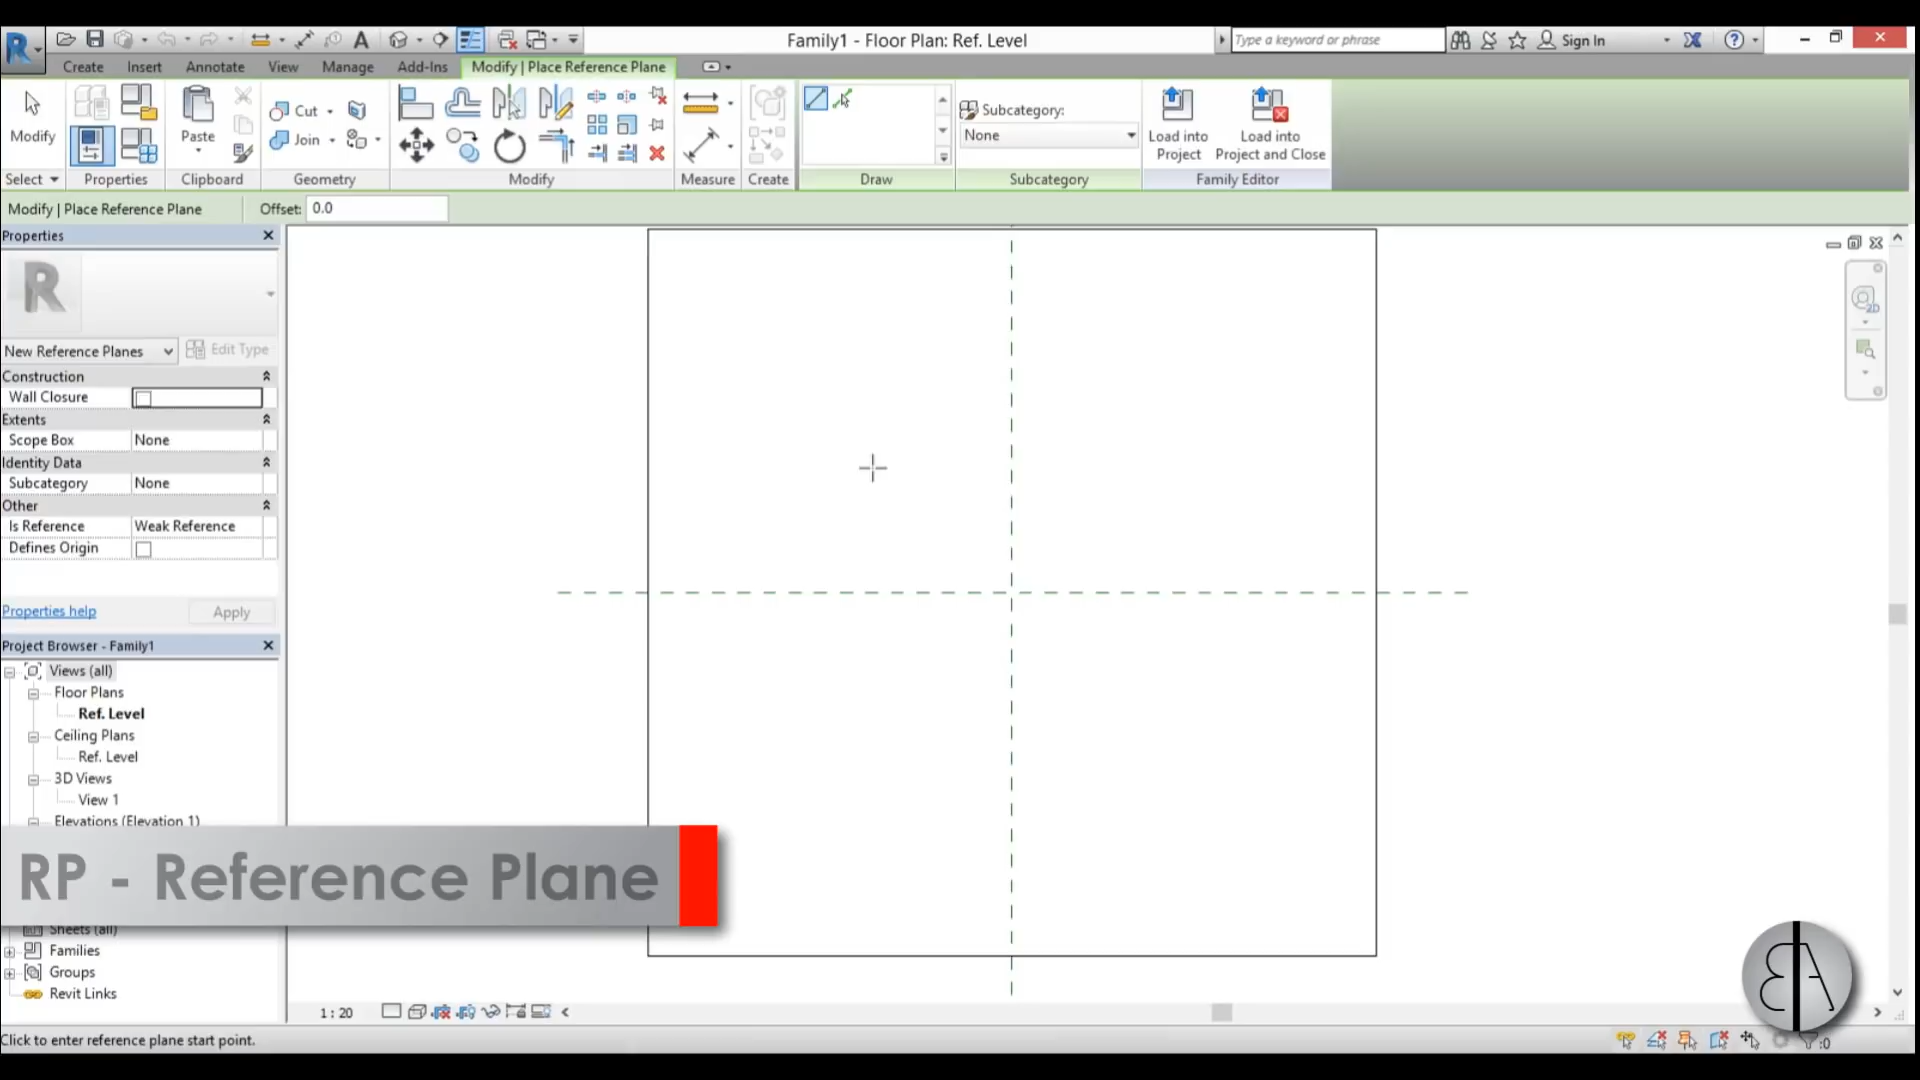 Family1 - Floor Plan: Ref. Level
Type a keyword or phrase
Sign In
Create Insert Annotate View Manage Add-Ins Modify | Place Reference Plane
Modify
Paste
Cut
Join
Subcategory:
None
Load into Project
Load into Project and Close
Select Properties Clipboard Geometry Modify Measure Create Draw Subcategory Family Editor
Modify | Place Reference Plane Offset: 0.0
Properties
New Reference Planes Edit Type
Construction
Wall Closure
Extents
Scope Box None
Identity Data
Subcategory None
Other
Is Reference Weak Reference
Defines Origin
Properties help Apply
Project Browser - Family1
Views (all)
Floor Plans
Ref. Level
Ceiling Plans
Ref. Level
3D Views
View 1
Elevations (Elevation 1)
RP - Reference Plane
Sheets (all)
Families
Groups
Revit Links
1 : 20
Click to enter reference plane start point.
:0
2D
BA